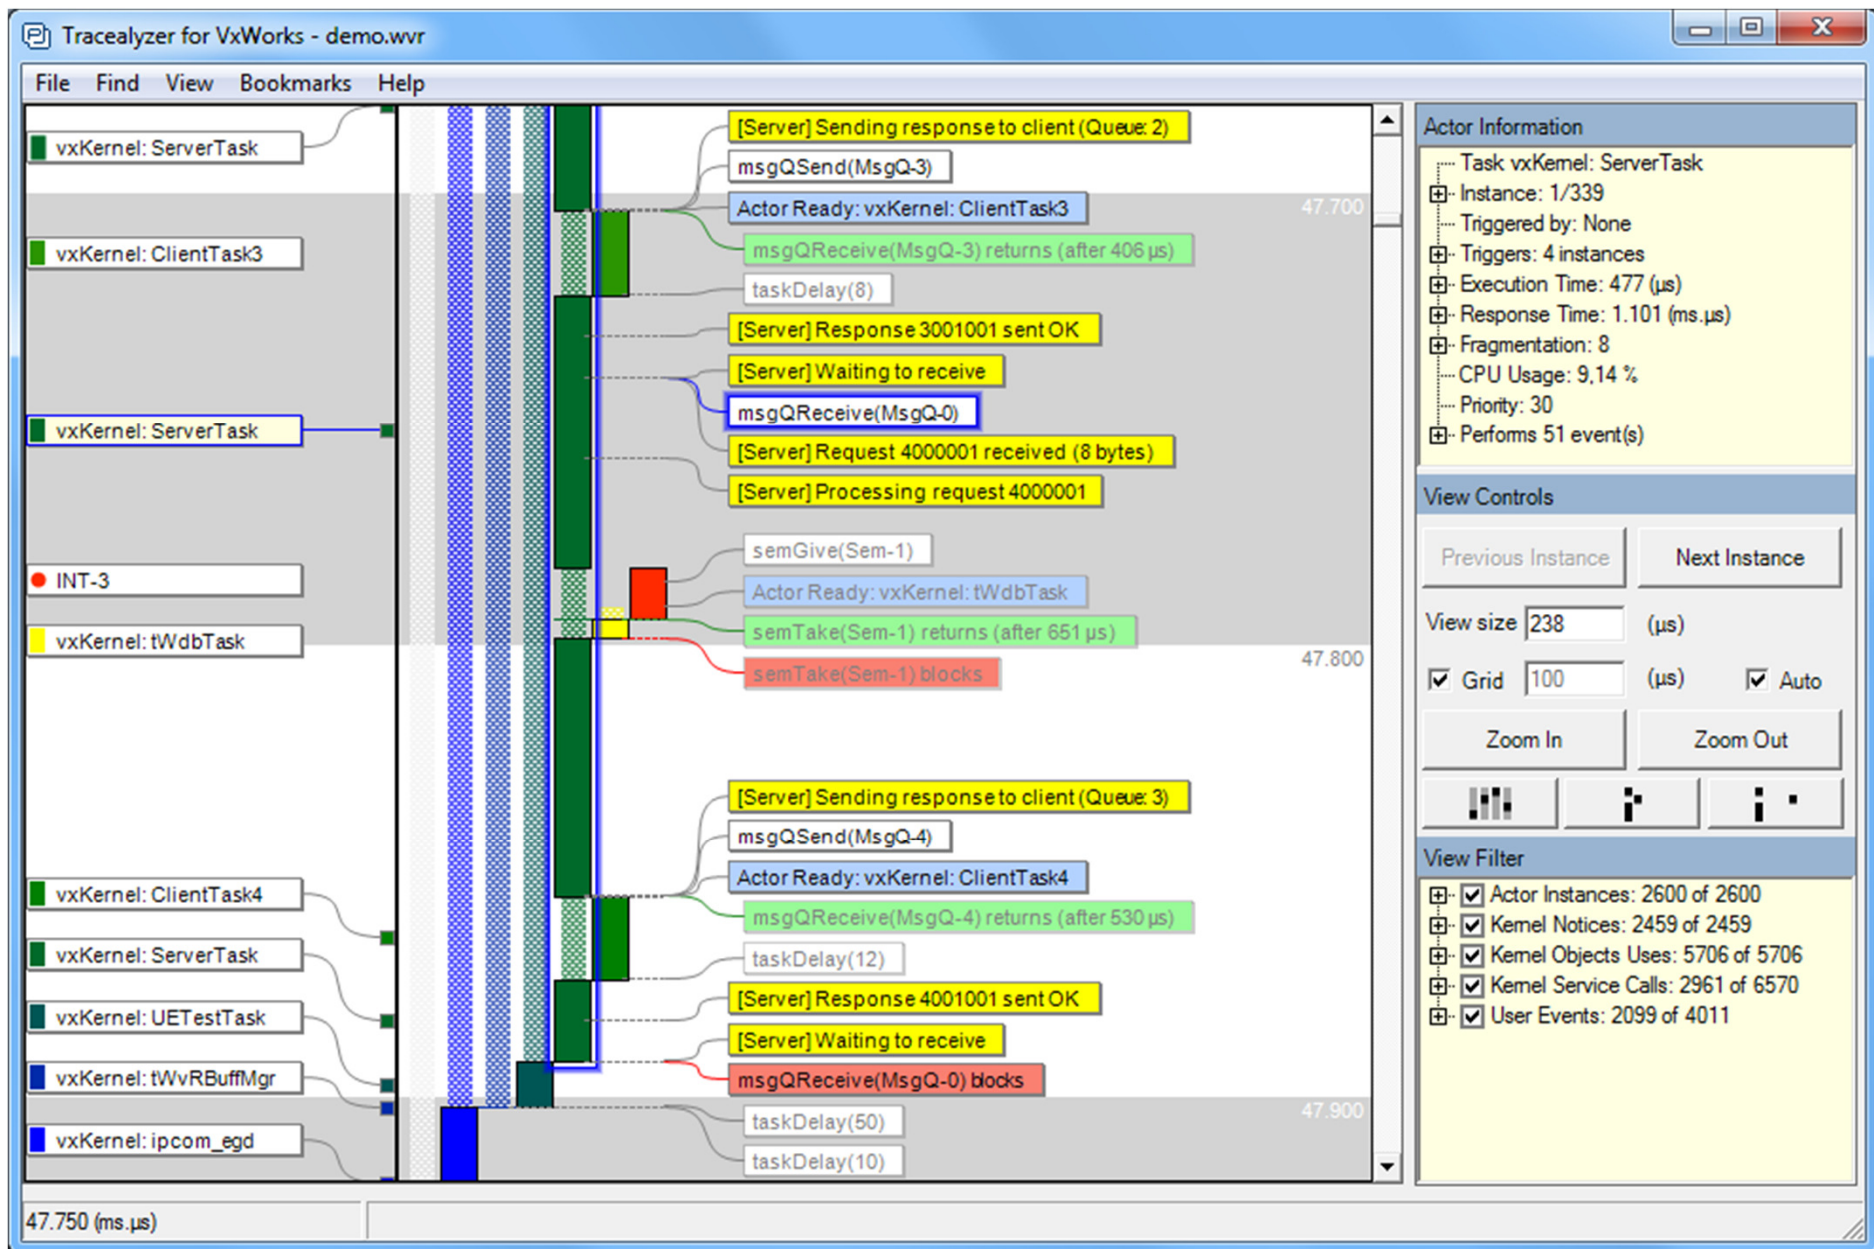 Tracealyzer for VxWorks - demo.wvr
File Find View Bookmarks Help
vxKernel: ServerTask
vxKernel: ClientTask3
vxKernel: ServerTask
INT-3
vxKernel: tWdbTask
vxKernel: ClientTask4
vxKernel: ServerTask
vxKernel: UETestTask
vxKernel: tWvRBuffMgr
vxKernel: ipcom_egd
[Server] Sending response to client (Queue: 2)
msgQSend(MsgQ-3)
Actor Ready: vxKernel: ClientTask3
47.700
msgQReceive(MsgQ-3) returns (after 406 µs)
taskDelay(8)
[Server] Response 3001001 sent OK
[Server] Waiting to receive
msgQReceive(MsgQ-0)
[Server] Request 4000001 received (8 bytes)
[Server] Processing request 4000001
semGive(Sem-1)
Actor Ready: vxKernel: tWdbTask
semTake(Sem-1) returns (after 651 µs)
47.800
semTake(Sem-1) blocks
[Server] Sending response to client (Queue: 3)
msgQSend(MsgQ-4)
Actor Ready: vxKernel: ClientTask4
msgQReceive(MsgQ-4) returns (after 530 µs)
taskDelay(12)
[Server] Response 4001001 sent OK
[Server] Waiting to receive
msgQReceive(MsgQ-0) blocks
47.900
taskDelay(50)
taskDelay(10)
Actor Information
Task vxKernel: ServerTask
Instance: 1/339
Triggered by: None
Triggers: 4 instances
Execution Time: 477 (µs)
Response Time: 1.101 (ms.µs)
Fragmentation: 8
CPU Usage: 9,14 %
Priority: 30
Performs 51 event(s)
View Controls
Previous Instance Next Instance
View size 238 (µs)
Grid 100 (µs) Auto
Zoom In Zoom Out
View Filter
Actor Instances: 2600 of 2600
Kernel Notices: 2459 of 2459
Kernel Objects Uses: 5706 of 5706
Kernel Service Calls: 2961 of 6570
User Events: 2099 of 4011
47.750 (ms.µs)